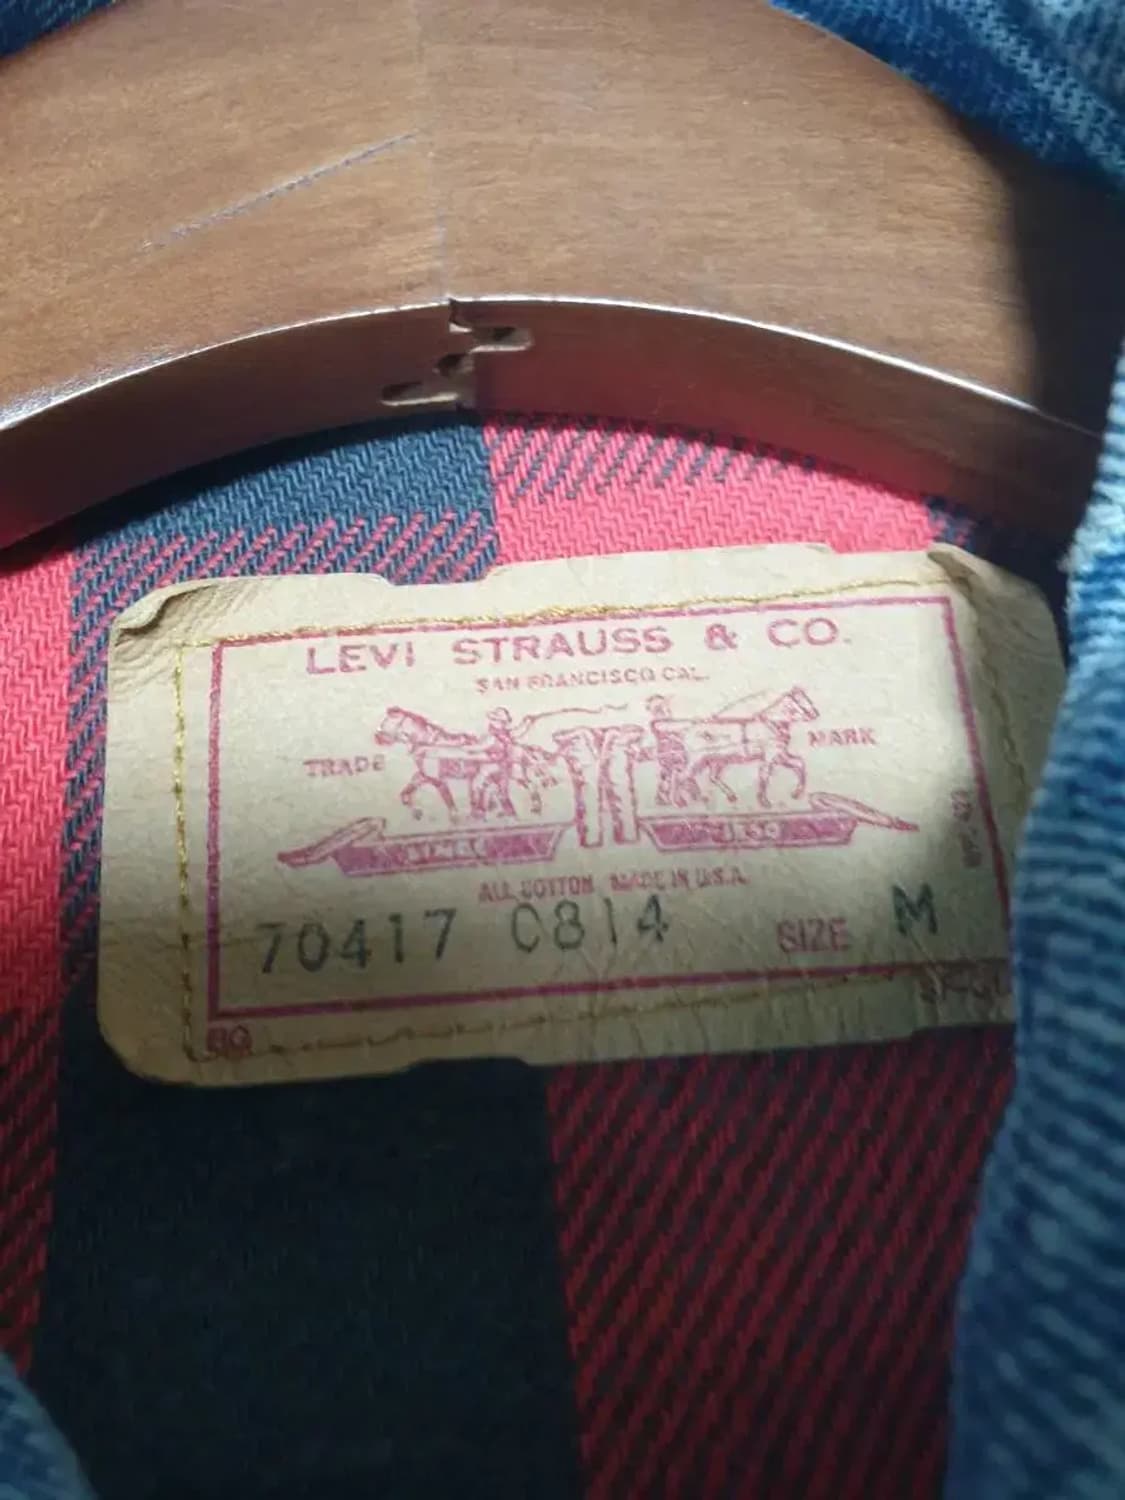 LEVI STRAUSS & CO.
SAN FRANCISCO CAL.
TRADE MARK
ALL COTTON MADE IN U.S.A.
70417 0814 SIZE M